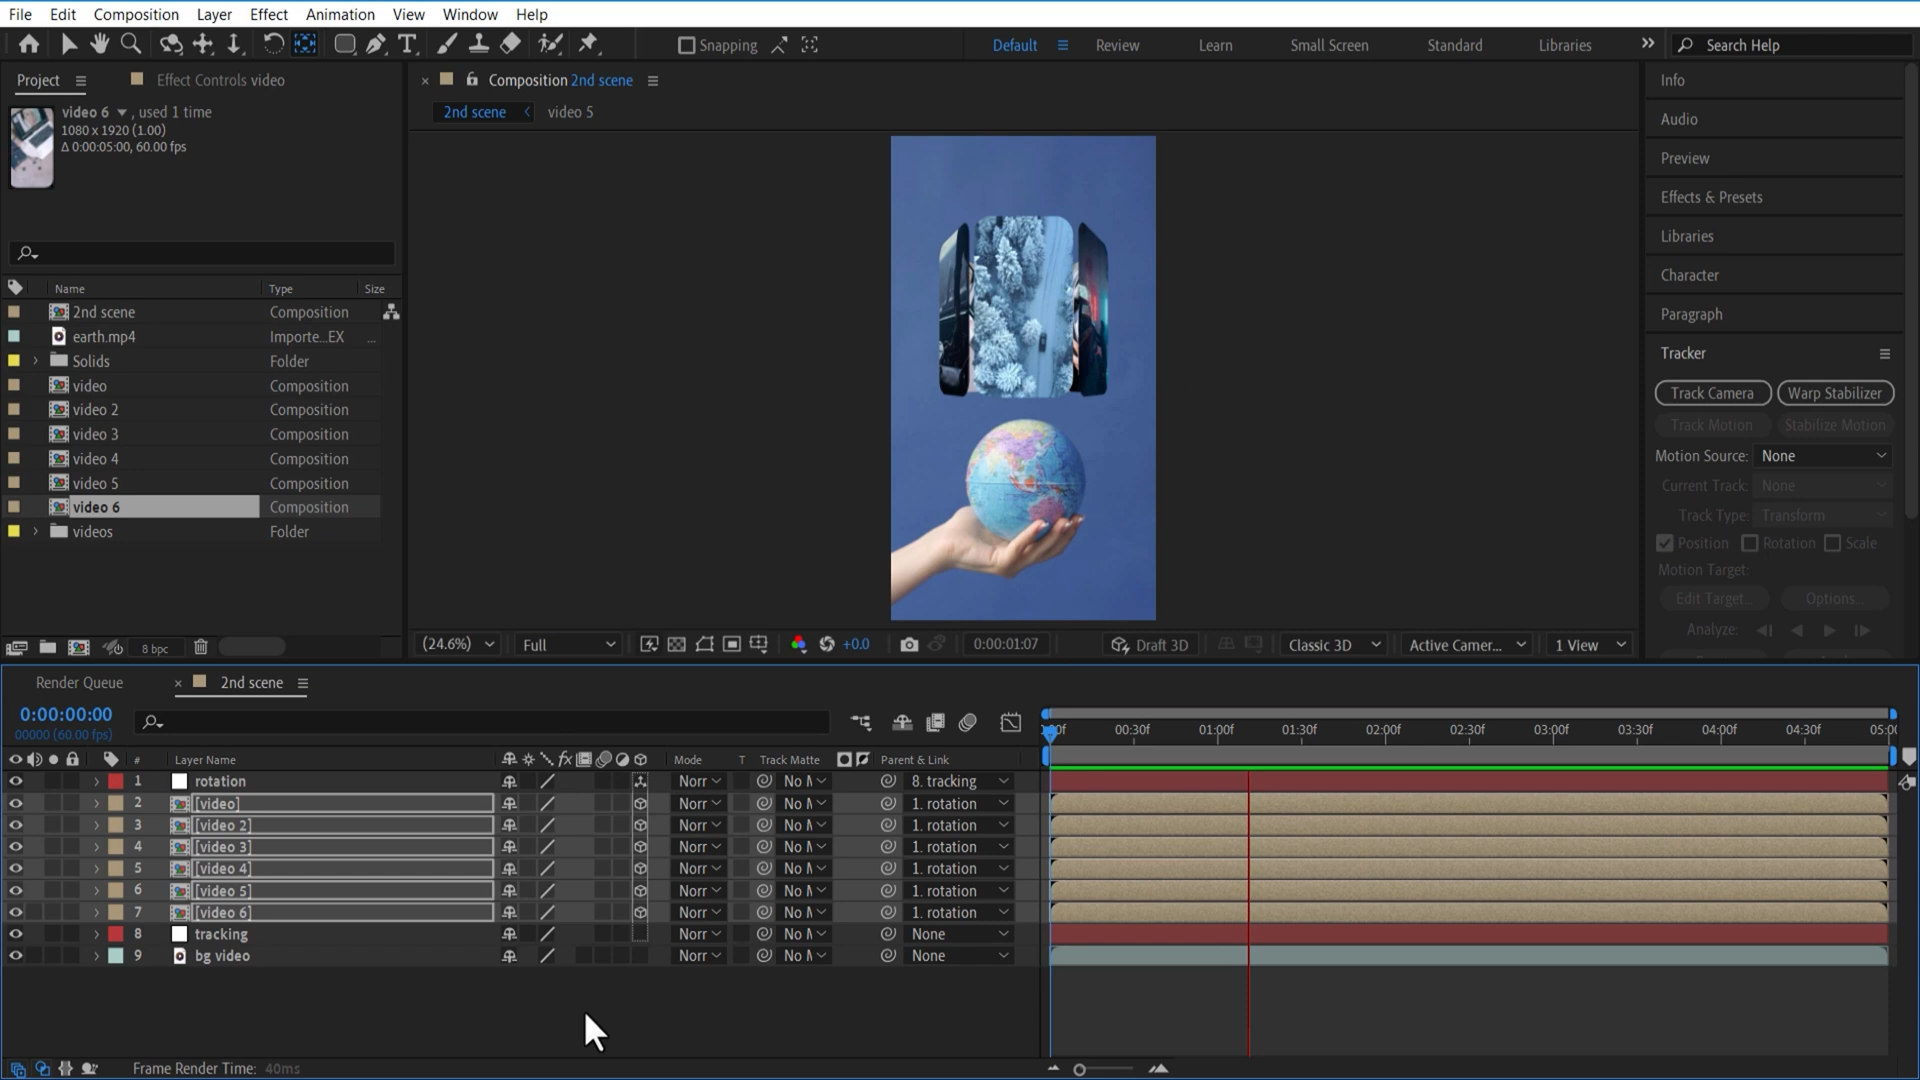 File Edit Composition Layer Effect Animation View Window Help
Snapping Default Review Learn Small Screen Standard Libraries Search Help
Project Effect Controls video
video 6 , used 1 time
1080 x 1920 (1.00)
Δ 0:00:05:00, 60.00 fps
Name Type Size
2nd scene Composition
earth.mp4 Importe...EX ...
Solids Folder
video Composition
video 2 Composition
video 3 Composition
video 4 Composition
video 5 Composition
video 6 Composition
videos Folder
8 bpc
Composition 2nd scene
2nd scene video 5
(24.6%) Full +0.0 0:00:01:07 Draft 3D Classic 3D Active Camer... 1 View
Info
Audio
Preview
Effects & Presets
Libraries
Character
Paragraph
Tracker
Track Camera Warp Stabilizer
Track Motion Stabilize Motion
Motion Source: None
Current Track: None
Track Type: Transform
Position Rotation Scale
Motion Target:
Edit Target... Options...
Analyze:
Render Queue 2nd scene
0:00:00:00
00000 (60.00 fps)
00f 00:30f 01:00f 01:30f 02:00f 02:30f 03:00f 03:30f 04:00f 04:30f 05:00
# Layer Name fx Mode T Track Matte Parent & Link
1 rotation Norr No M 8. tracking
2 [video] Norr No M 1. rotation
3 [video 2] Norr No M 1. rotation
4 [video 3] Norr No M 1. rotation
5 [video 4] Norr No M 1. rotation
6 [video 5] Norr No M 1. rotation
7 [video 6] Norr No M 1. rotation
8 tracking Norr No M None
9 bg video Norr No M None
Frame Render Time: 40ms